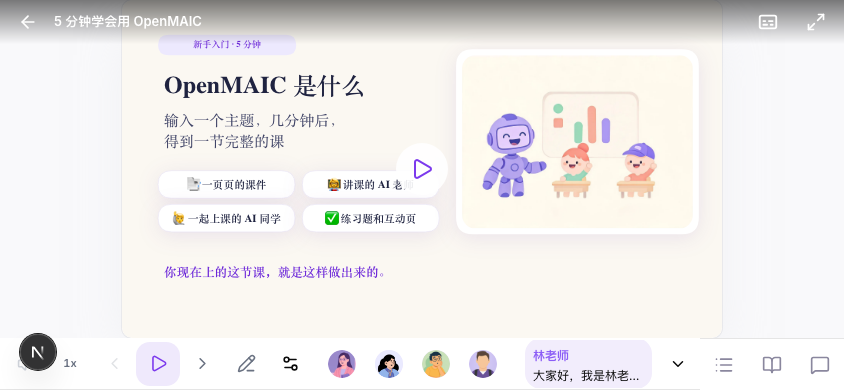 5 分钟学会用 OpenMAIC
新手入门 · 5 分钟
OpenMAIC 是什么
输入一个主题，几分钟后，
得到一节完整的课
一页页的课件
讲课的 AI 老
一起上课的 AI 同学
练习题和互动页
你现在上的这节课，就是这样做出来的。
N
1x
林老师
大家好，我是林老...